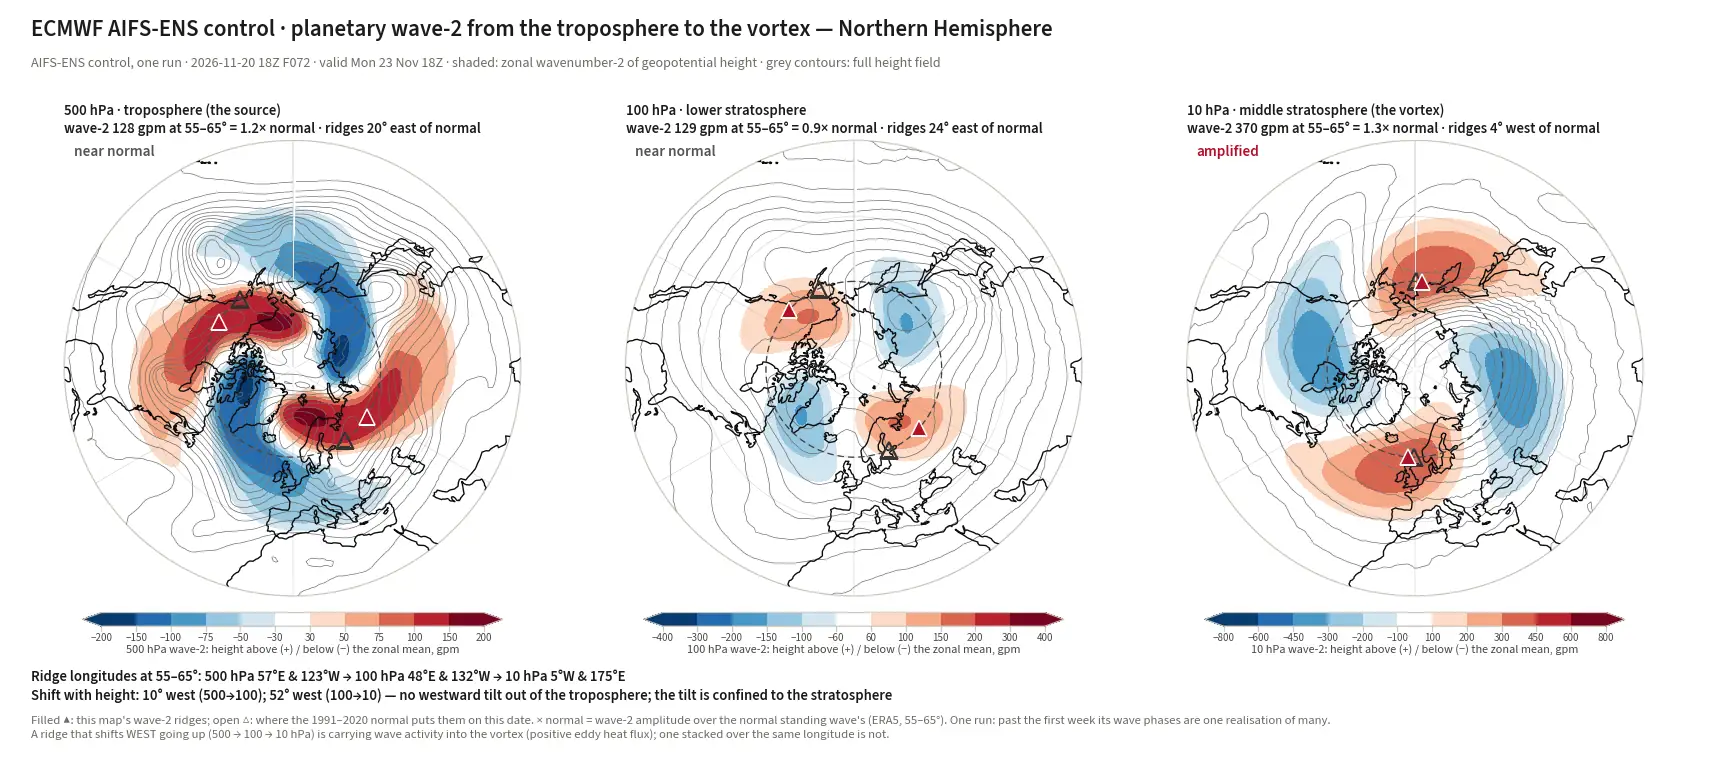 ECMWF AIFS-ENS control · planetary wave-2 from the troposphere to the vortex — Northern Hemisphere
AIFS-ENS control, one run · 2026-11-20 18Z F072 · valid Mon 23 Nov 18Z · shaded: zonal wavenumber-2 of geopotential height · grey contours: full height field
500 hPa · troposphere (the source)
wave-2 128 gpm at 55–65° = 1.2× normal · ridges 20° east of normal
near normal
100 hPa · lower stratosphere
wave-2 129 gpm at 55–65° = 0.9× normal · ridges 24° east of normal
near normal
10 hPa · middle stratosphere (the vortex)
wave-2 370 gpm at 55–65° = 1.3× normal · ridges 4° west of normal
amplified
−200 −150 −100 −75 −50 −30 30 50 75 100 150 200
500 hPa wave-2: height above (+) / below (−) the zonal mean, gpm
−400 −300 −200 −150 −100 −60 60 100 150 200 300 400
100 hPa wave-2: height above (+) / below (−) the zonal mean, gpm
−800 −600 −450 −300 −200 −100 100 200 300 450 600 800
10 hPa wave-2: height above (+) / below (−) the zonal mean, gpm
Ridge longitudes at 55–65°: 500 hPa 57°E & 123°W → 100 hPa 48°E & 132°W → 10 hPa 5°W & 175°E
Shift with height: 10° west (500→100); 52° west (100→10) — no westward tilt out of the troposphere; the tilt is confined to the stratosphere
Filled ▲: this map's wave-2 ridges; open △: where the 1991–2020 normal puts them on this date. × normal = wave-2 amplitude over the normal standing wave's (ERA5, 55–65°). One run: past the first week its wave phases are one realisation of many.
A ridge that shifts WEST going up (500 → 100 → 10 hPa) is carrying wave activity into the vortex (positive eddy heat flux); one stacked over the same longitude is not.